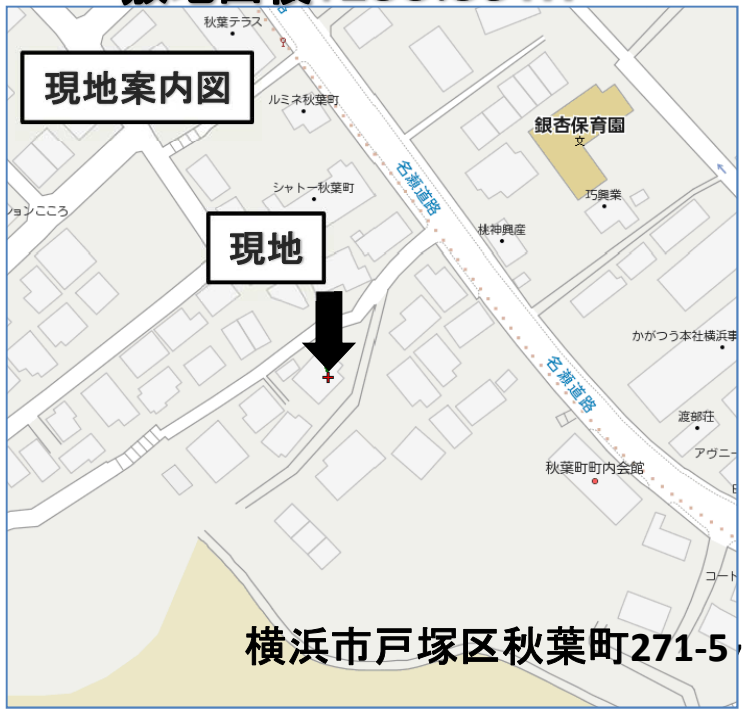 秋葉テラス
現地案内図
ルミネ秋葉町
銀杏保育園
文
名瀬道路
シャトー秋葉町
巧興業
ションこころ
現地
桃神興産
かがつう本社横浜事
名瀬道路
渡部荘
アヴニー
秋葉町町内会館
コート
横浜市戸塚区秋葉町271-5